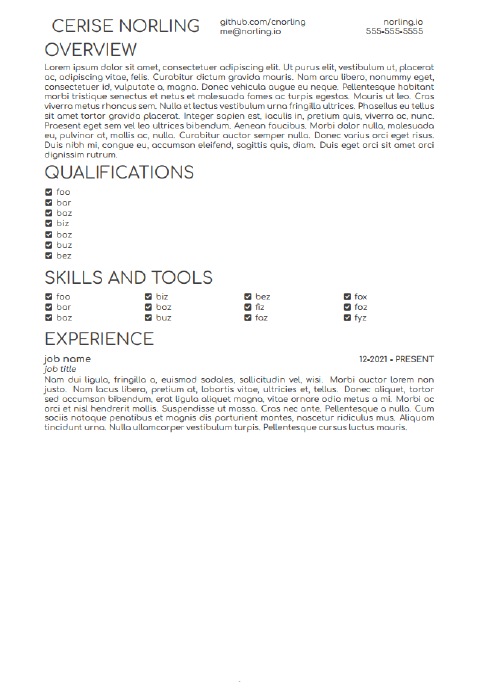 CERISE NORLING github.com/cnorling norling.io
me@norling.io 555-555-5555
OVERVIEW
Lorem ipsum dolor sit amet, consectetuer adipiscing elit. Ut purus elit, vestibulum ut, placerat
ac, adipiscing vitae, felis. Curabitur dictum gravida mauris. Nam arcu libero, nonummy eget,
consectetuer id, vulputate a, magna. Donec vehicula augue eu neque. Pellentesque habitant
morbi tristique senectus et netus et malesuada fames ac turpis egestas. Mauris ut leo. Cras
viverra metus rhoncus sem. Nulla et lectus vestibulum urna fringilla ultrices. Phasellus eu tellus
sit amet tortor gravida placerat. Integer sapien est, iaculis in, pretium quis, viverra ac, nunc.
Praesent eget sem vel leo ultrices bibendum. Aenean faucibus. Morbi dolor nulla, malesuada
eu, pulvinar at, mollis ac, nulla. Curabitur auctor semper nulla. Donec varius orci eget risus.
Duis nibh mi, congue eu, accumsan eleifend, sagittis quis, diam. Duis eget orci sit amet orci
dignissim rutrum.
QUALIFICATIONS
foo
bar
baz
biz
boz
buz
bez
SKILLS AND TOOLS
foo biz bez fox
bar boz fiz foz
baz buz faz fyz
EXPERIENCE
job name 12-2021 - PRESENT
job title
Nam dui ligula, fringilla a, euismod sodales, sollicitudin vel, wisi. Morbi auctor lorem non
justo. Nam lacus libero, pretium at, lobortis vitae, ultricies et, tellus. Donec aliquet, tortor
sed accumsan bibendum, erat ligula aliquet magna, vitae ornare odio metus a mi. Morbi ac
orci et nisl hendrerit mollis. Suspendisse ut massa. Cras nec ante. Pellentesque a nulla. Cum
sociis natoque penatibus et magnis dis parturient montes, nascetur ridiculus mus. Aliquam
tincidunt urna. Nulla ullamcorper vestibulum turpis. Pellentesque cursus luctus mauris.